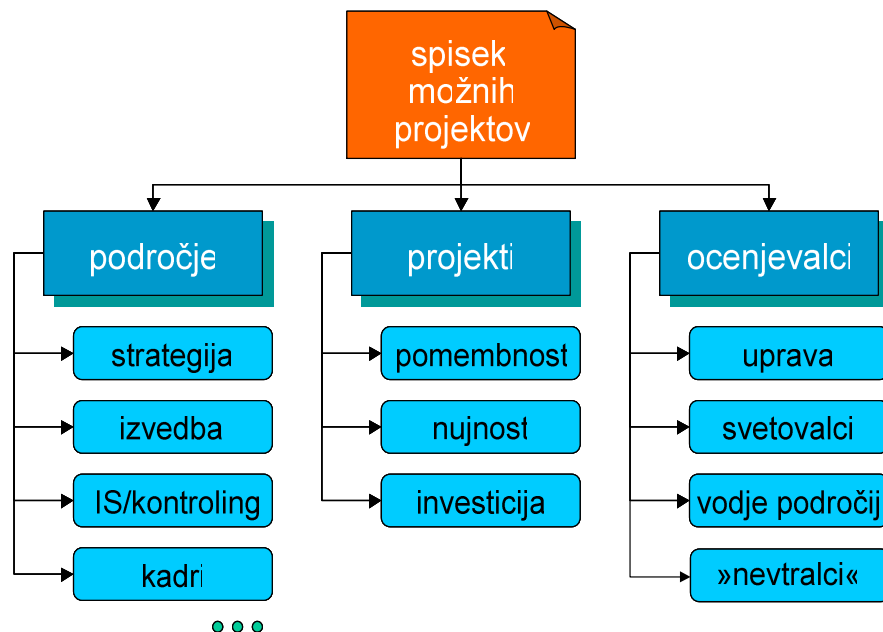 spisek
možnih
projektov
področje
projekti
ocenjevalci
strategija
izvedba
IS/kontroling
kadri
pomembnost
nujnost
investicija
uprava
svetovalci
vodje področij
»nevtralci«